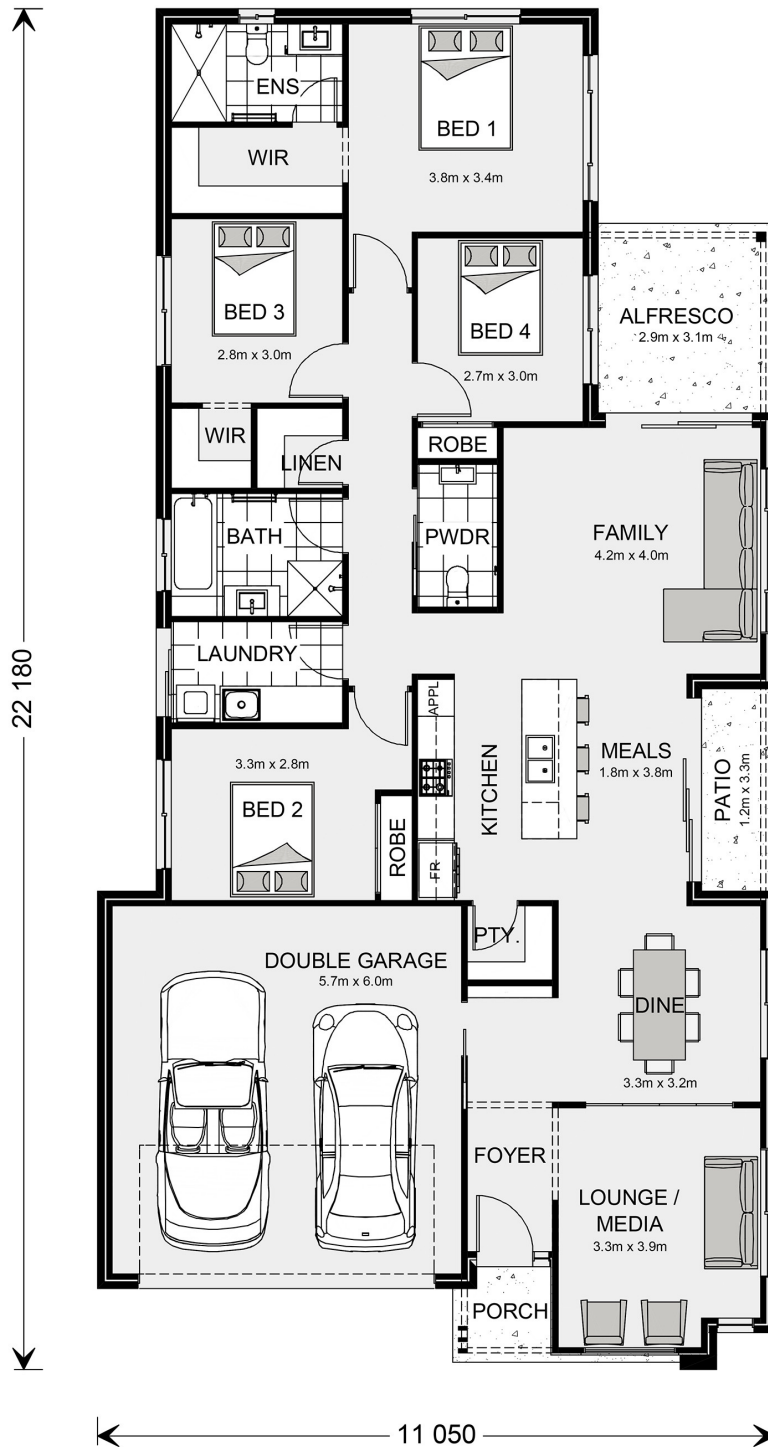 ENS
BED 1
WIR
3.8m x 3.4m
BED 3
2.8m x 3.0m
BED 4
2.7m x 3.0m
ALFRESCO
2.9m x 3.1m
WIR
LINEN
ROBE
BATH
PWDR
FAMILY
4.2m x 4.0m
LAUNDRY
22 180
APPL
KITCHEN
MEALS
1.8m x 3.8m
PATIO
1.2m x 3.3m
3.3m x 2.8m
BED 2
ROBE
FR
PTY.
DOUBLE GARAGE
5.7m x 6.0m
DINE
3.3m x 3.2m
FOYER
LOUNGE /
MEDIA
3.3m x 3.9m
PORCH
11 050